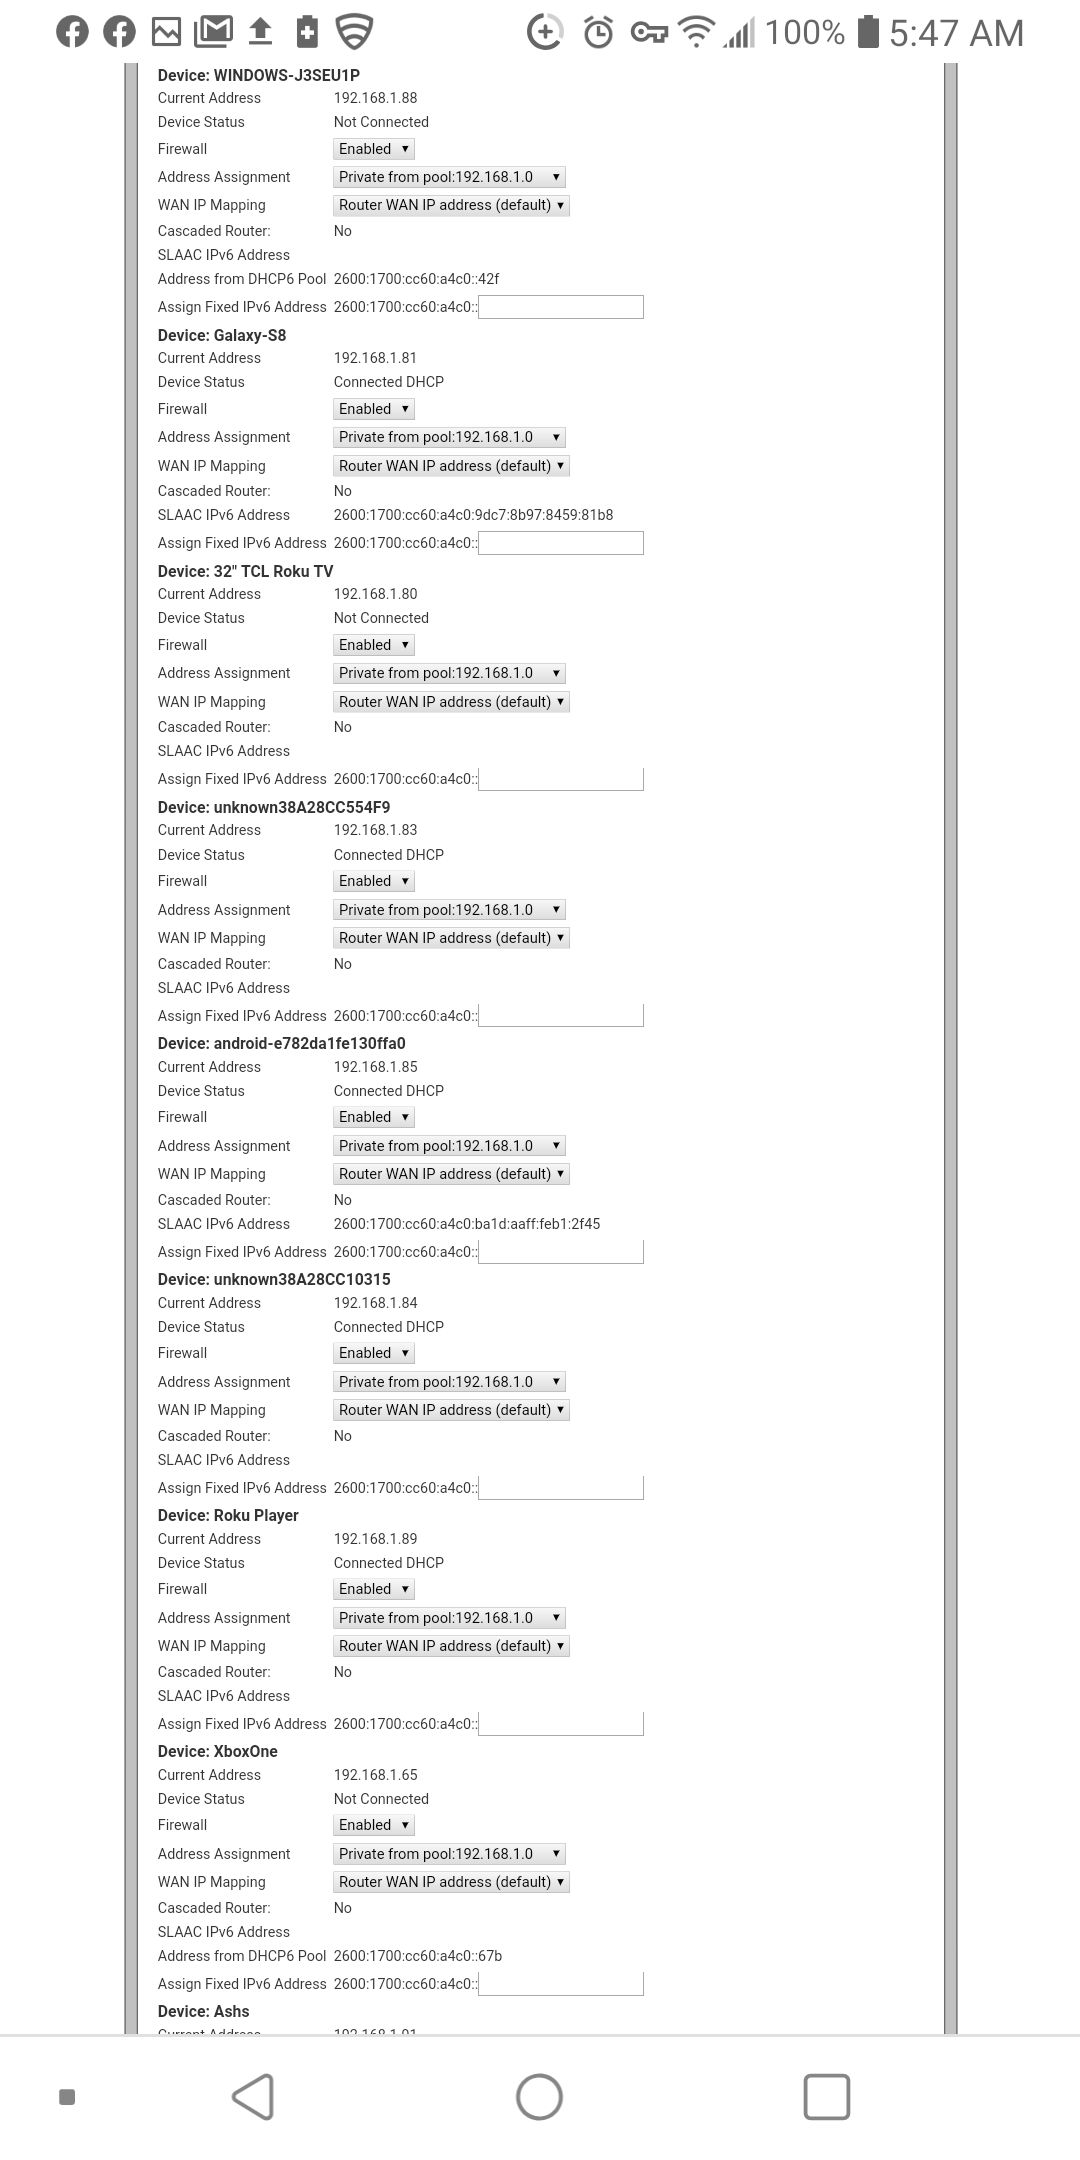 100% 5:47 AM
Device: WINDOWS-J3SEU1P
Current Address 192.168.1.88
Device Status Not Connected
Firewall Enabled
Address Assignment Private from pool:192.168.1.0
WAN IP Mapping Router WAN IP address (default)
Cascaded Router: No
SLAAC IPv6 Address
Address from DHCP6 Pool 2600:1700:cc60:a4c0::42f
Assign Fixed IPv6 Address 2600:1700:cc60:a4c0::
Device: Galaxy-S8
Current Address 192.168.1.81
Device Status Connected DHCP
Firewall Enabled
Address Assignment Private from pool:192.168.1.0
WAN IP Mapping Router WAN IP address (default)
Cascaded Router: No
SLAAC IPv6 Address 2600:1700:cc60:a4c0:9dc7:8b97:8459:81b8
Assign Fixed IPv6 Address 2600:1700:cc60:a4c0::
Device: 32" TCL Roku TV
Current Address 192.168.1.80
Device Status Not Connected
Firewall Enabled
Address Assignment Private from pool:192.168.1.0
WAN IP Mapping Router WAN IP address (default)
Cascaded Router: No
SLAAC IPv6 Address
Assign Fixed IPv6 Address 2600:1700:cc60:a4c0::
Device: unknown38A28CC554F9
Current Address 192.168.1.83
Device Status Connected DHCP
Firewall Enabled
Address Assignment Private from pool:192.168.1.0
WAN IP Mapping Router WAN IP address (default)
Cascaded Router: No
SLAAC IPv6 Address
Assign Fixed IPv6 Address 2600:1700:cc60:a4c0::
Device: android-e782da1fe130ffa0
Current Address 192.168.1.85
Device Status Connected DHCP
Firewall Enabled
Address Assignment Private from pool:192.168.1.0
WAN IP Mapping Router WAN IP address (default)
Cascaded Router: No
SLAAC IPv6 Address 2600:1700:cc60:a4c0:ba1d:aaff:feb1:2f45
Assign Fixed IPv6 Address 2600:1700:cc60:a4c0::
Device: unknown38A28CC10315
Current Address 192.168.1.84
Device Status Connected DHCP
Firewall Enabled
Address Assignment Private from pool:192.168.1.0
WAN IP Mapping Router WAN IP address (default)
Cascaded Router: No
SLAAC IPv6 Address
Assign Fixed IPv6 Address 2600:1700:cc60:a4c0::
Device: Roku Player
Current Address 192.168.1.89
Device Status Connected DHCP
Firewall Enabled
Address Assignment Private from pool:192.168.1.0
WAN IP Mapping Router WAN IP address (default)
Cascaded Router: No
SLAAC IPv6 Address
Assign Fixed IPv6 Address 2600:1700:cc60:a4c0::
Device: XboxOne
Current Address 192.168.1.65
Device Status Not Connected
Firewall Enabled
Address Assignment Private from pool:192.168.1.0
WAN IP Mapping Router WAN IP address (default)
Cascaded Router: No
SLAAC IPv6 Address
Address from DHCP6 Pool 2600:1700:cc60:a4c0::67b
Assign Fixed IPv6 Address 2600:1700:cc60:a4c0::
Device: Ashs
Current Address